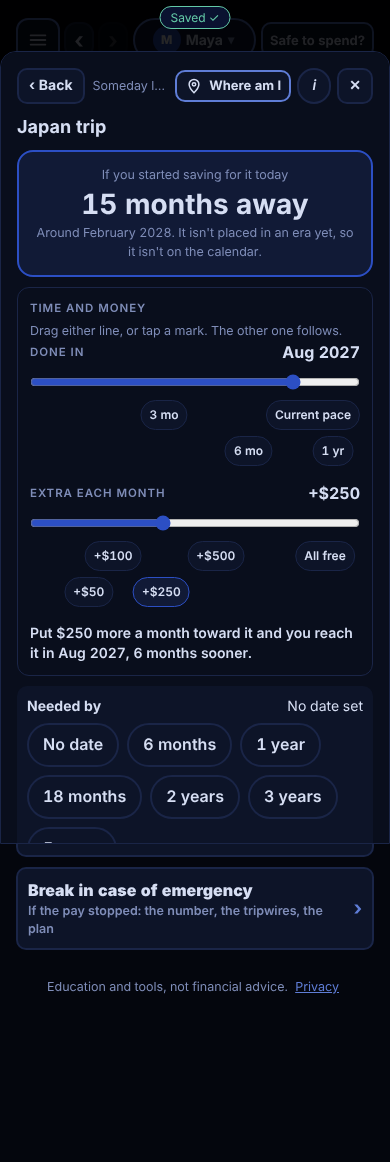 Saved ✓
M Maya ▾
Safe to spend?
‹ Back
Someday I...
Where am I
i
✕
Japan trip
If you started saving for it today
15 months away
Around February 2028. It isn't placed in an era yet, so
it isn't on the calendar.
TIME AND MONEY
Drag either line, or tap a mark. The other one follows.
DONE IN
Aug 2027
3 mo
Current pace
6 mo
1 yr
EXTRA EACH MONTH
+$250
+$100
+$500
All free
+$50
+$250
Put $250 more a month toward it and you reach
it in Aug 2027, 6 months sooner.
Needed by
No date set
No date
6 months
1 year
18 months
2 years
3 years
Break in case of emergency
If the pay stopped: the number, the tripwires, the
plan
›
Education and tools, not financial advice. Privacy